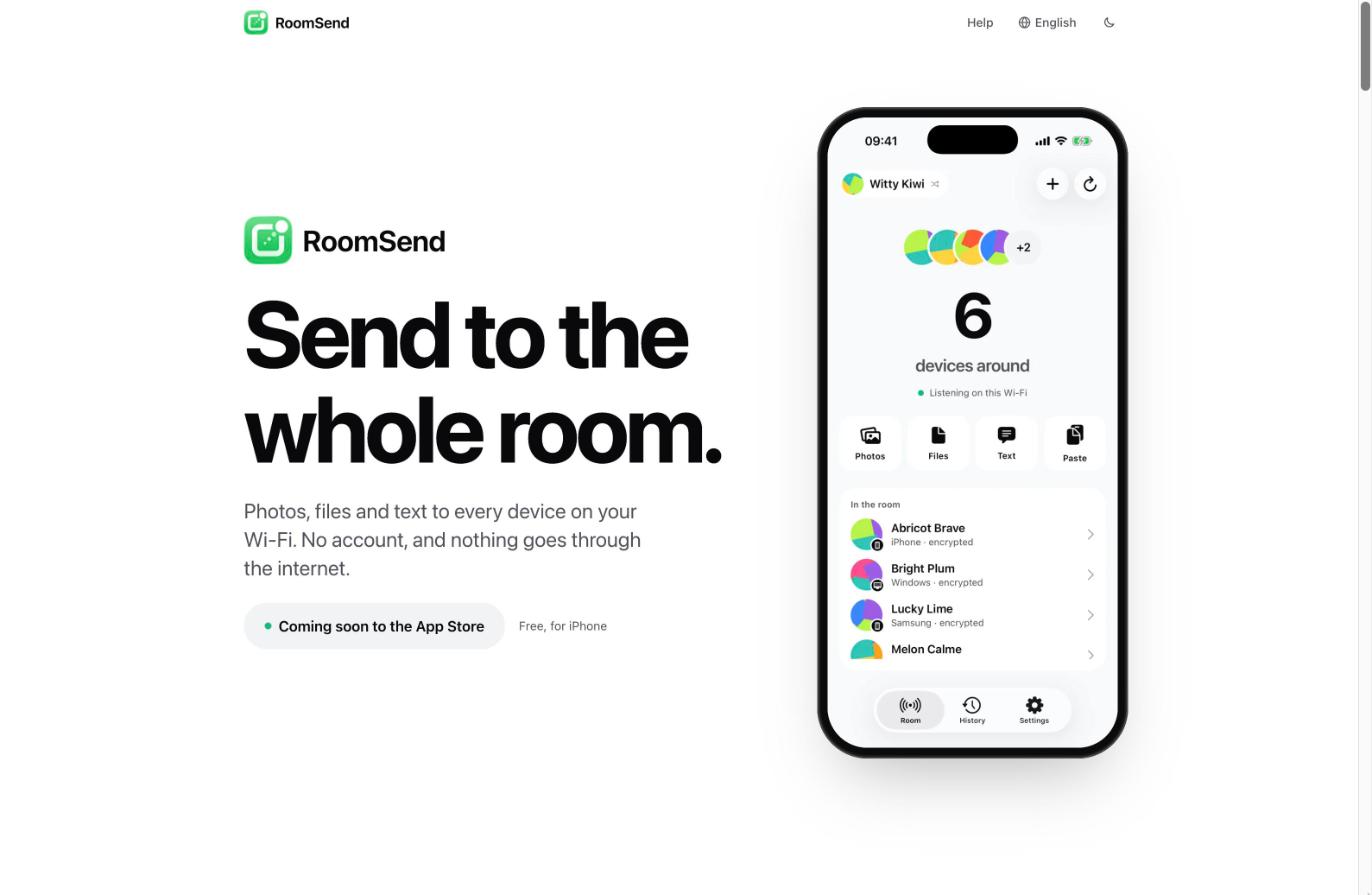 RoomSend
Help
English
RoomSend
Send to the
whole room.
Photos, files and text to every device on your
Wi-Fi. No account, and nothing goes through
the internet.
Coming soon to the App Store
Free, for iPhone
09:41
Witty Kiwi
+2
6
devices around
Listening on this Wi-Fi
Photos
Files
Text
Paste
In the room
Abricot Brave
iPhone · encrypted
Bright Plum
Windows · encrypted
Lucky Lime
Samsung · encrypted
Melon Calme
Room
History
Settings